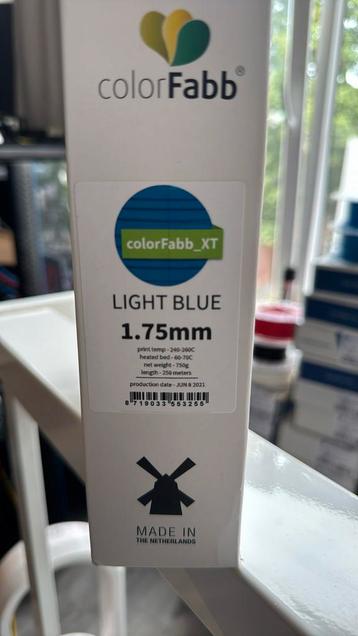 colorFabb®
colorFabb_XT
LIGHT BLUE
1.75mm
print temp - 240-260C
heated bed - 60-70C
net weight - 750g
length - 250 meters
production date - JUN 8 2021
8 719033 553255
MADE IN
THE NETHERLANDS